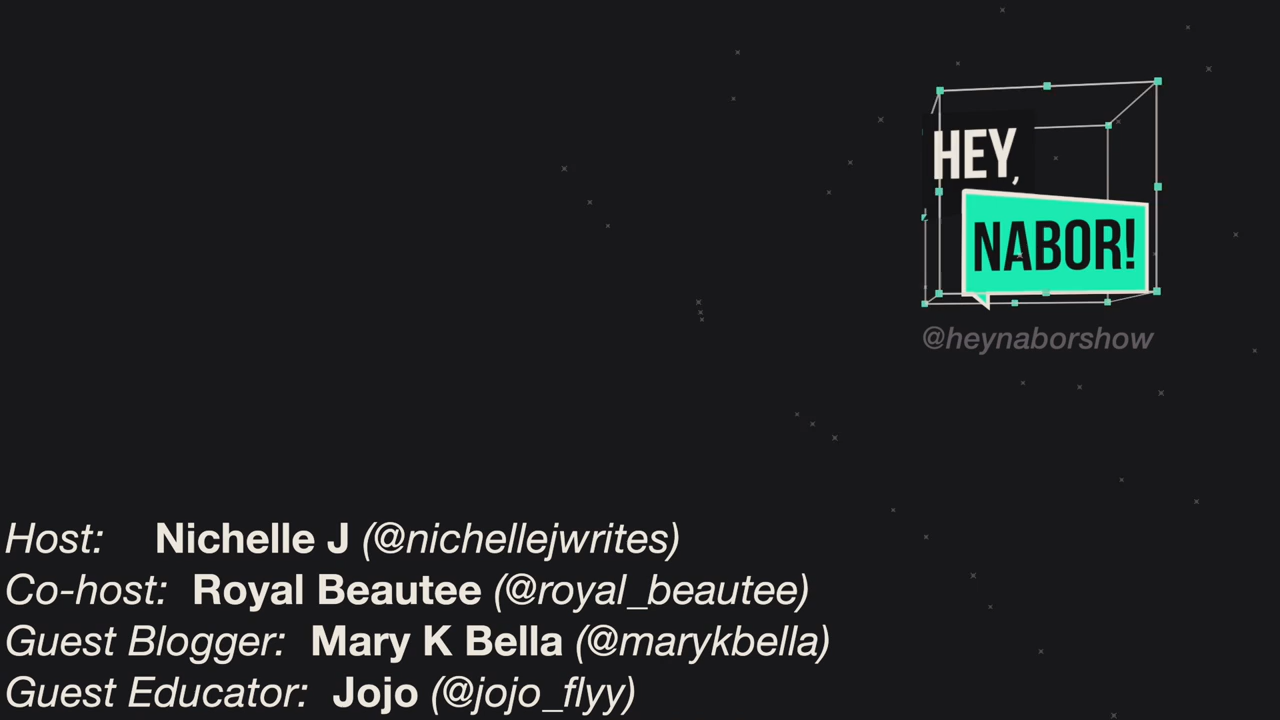 HEY,
NABOR!
@heynaborshow
Host: Nichelle J (@nichellejwrites)
Co-host: Royal Beautee (@royal_beautee)
Guest Blogger: Mary K Bella (@marykbella)
Guest Educator: Jojo (@jojo_flyy)